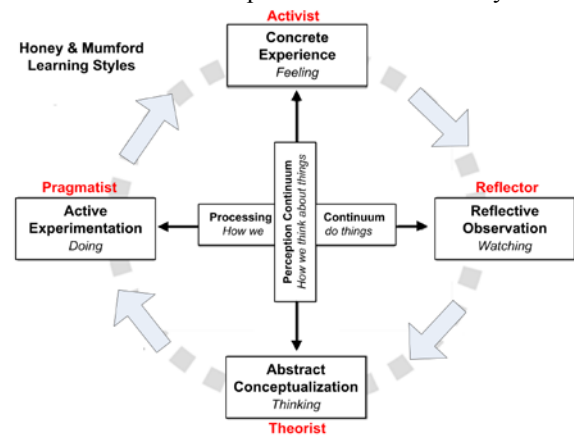 Activist
Honey & Mumford
Learning Styles
Concrete
Experience
Feeling
Pragmatist
Active
Experimentation
Doing
Processing
How we
Perception Continuum
How we think about things
Continuum
do things
Reflector
Reflective
Observation
Watching
Abstract
Conceptualization
Thinking
Theorist